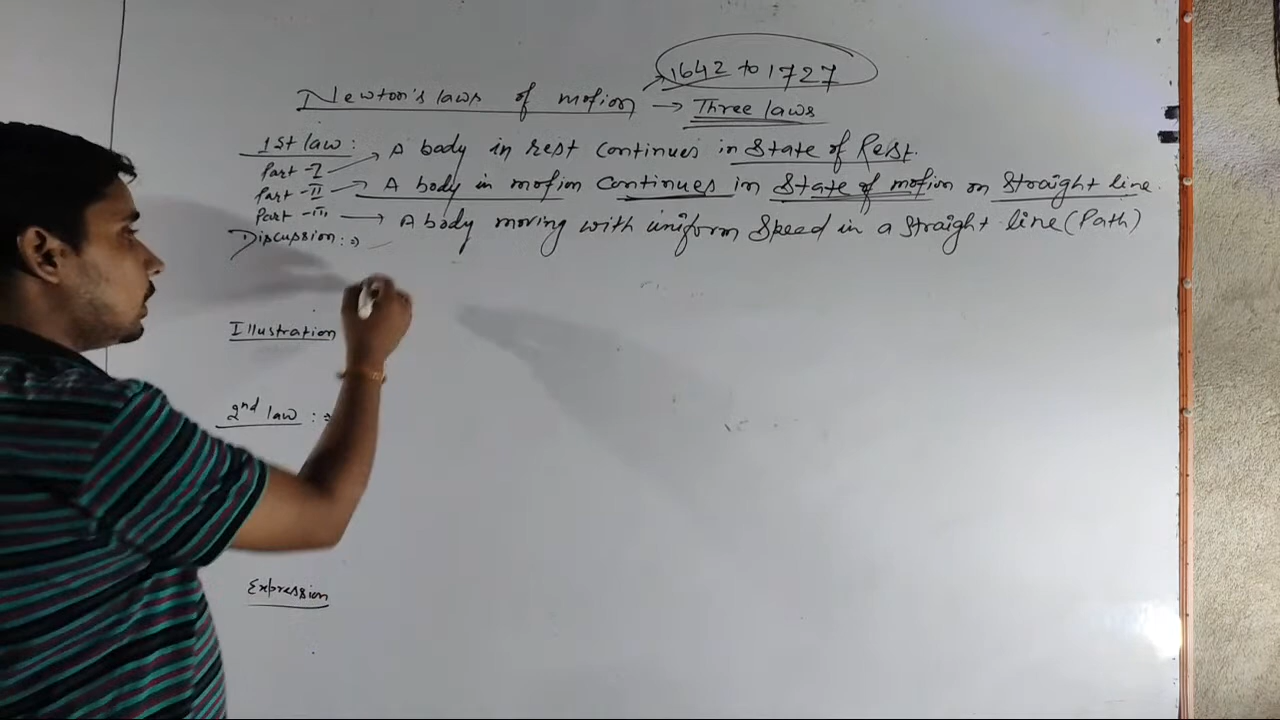 1642 to 1727
Newton's laws of motion → Three laws
1st law :
Part - I → A body in rest continues in State of Rest.
Part - II → A body in motion continues in State of motion on Straight line.
Part - III → A body moving with uniform Speed in a Straight line (Path)
Discussion :⇒
Illustration
2nd law : ⇒
Expression